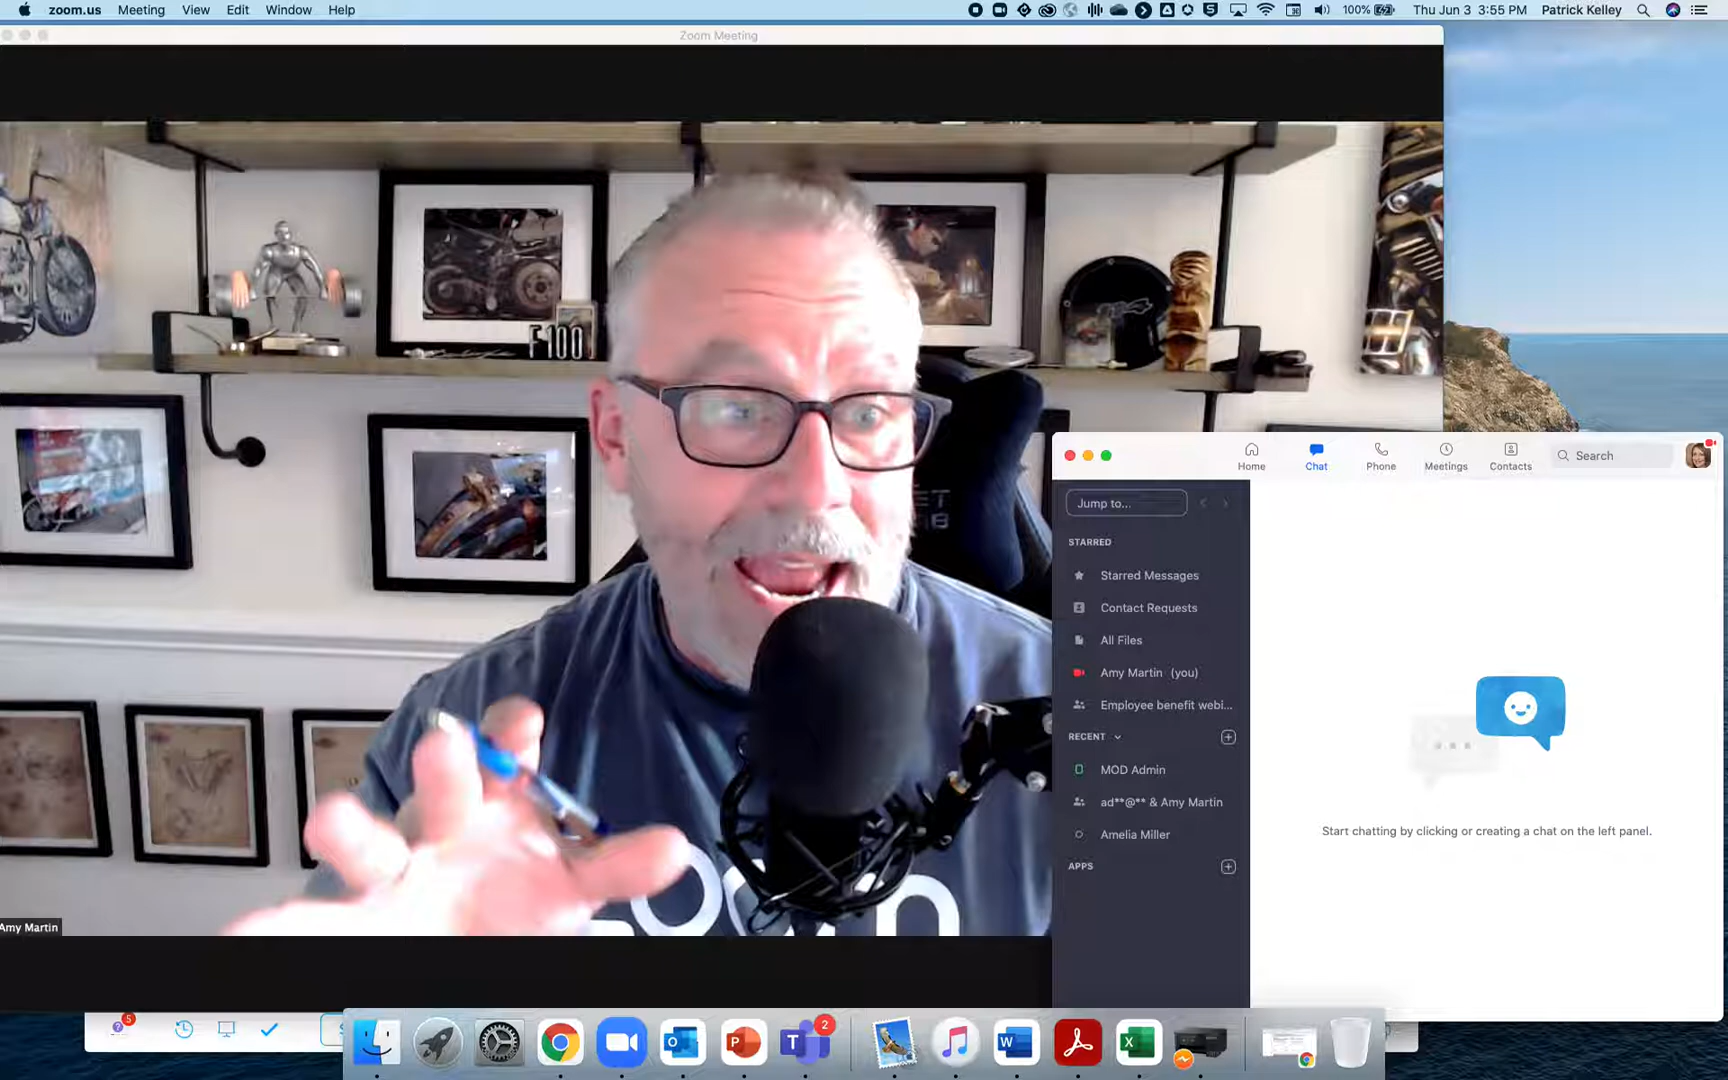 zoom.us Meeting View Edit Window Help
100% Thu Jun 3 3:55 PM Patrick Kelley
Zoom Meeting
F100
Home Chat Phone Meetings Contacts Search
Jump to...
STARRED
Starred Messages
Contact Requests
All Files
Amy Martin (you)
Employee benefit webi...
RECENT
MOD Admin
ad**@** & Amy Martin
Amelia Miller
APPS
Start chatting by clicking or creating a chat on the left panel.
Amy Martin
5
2